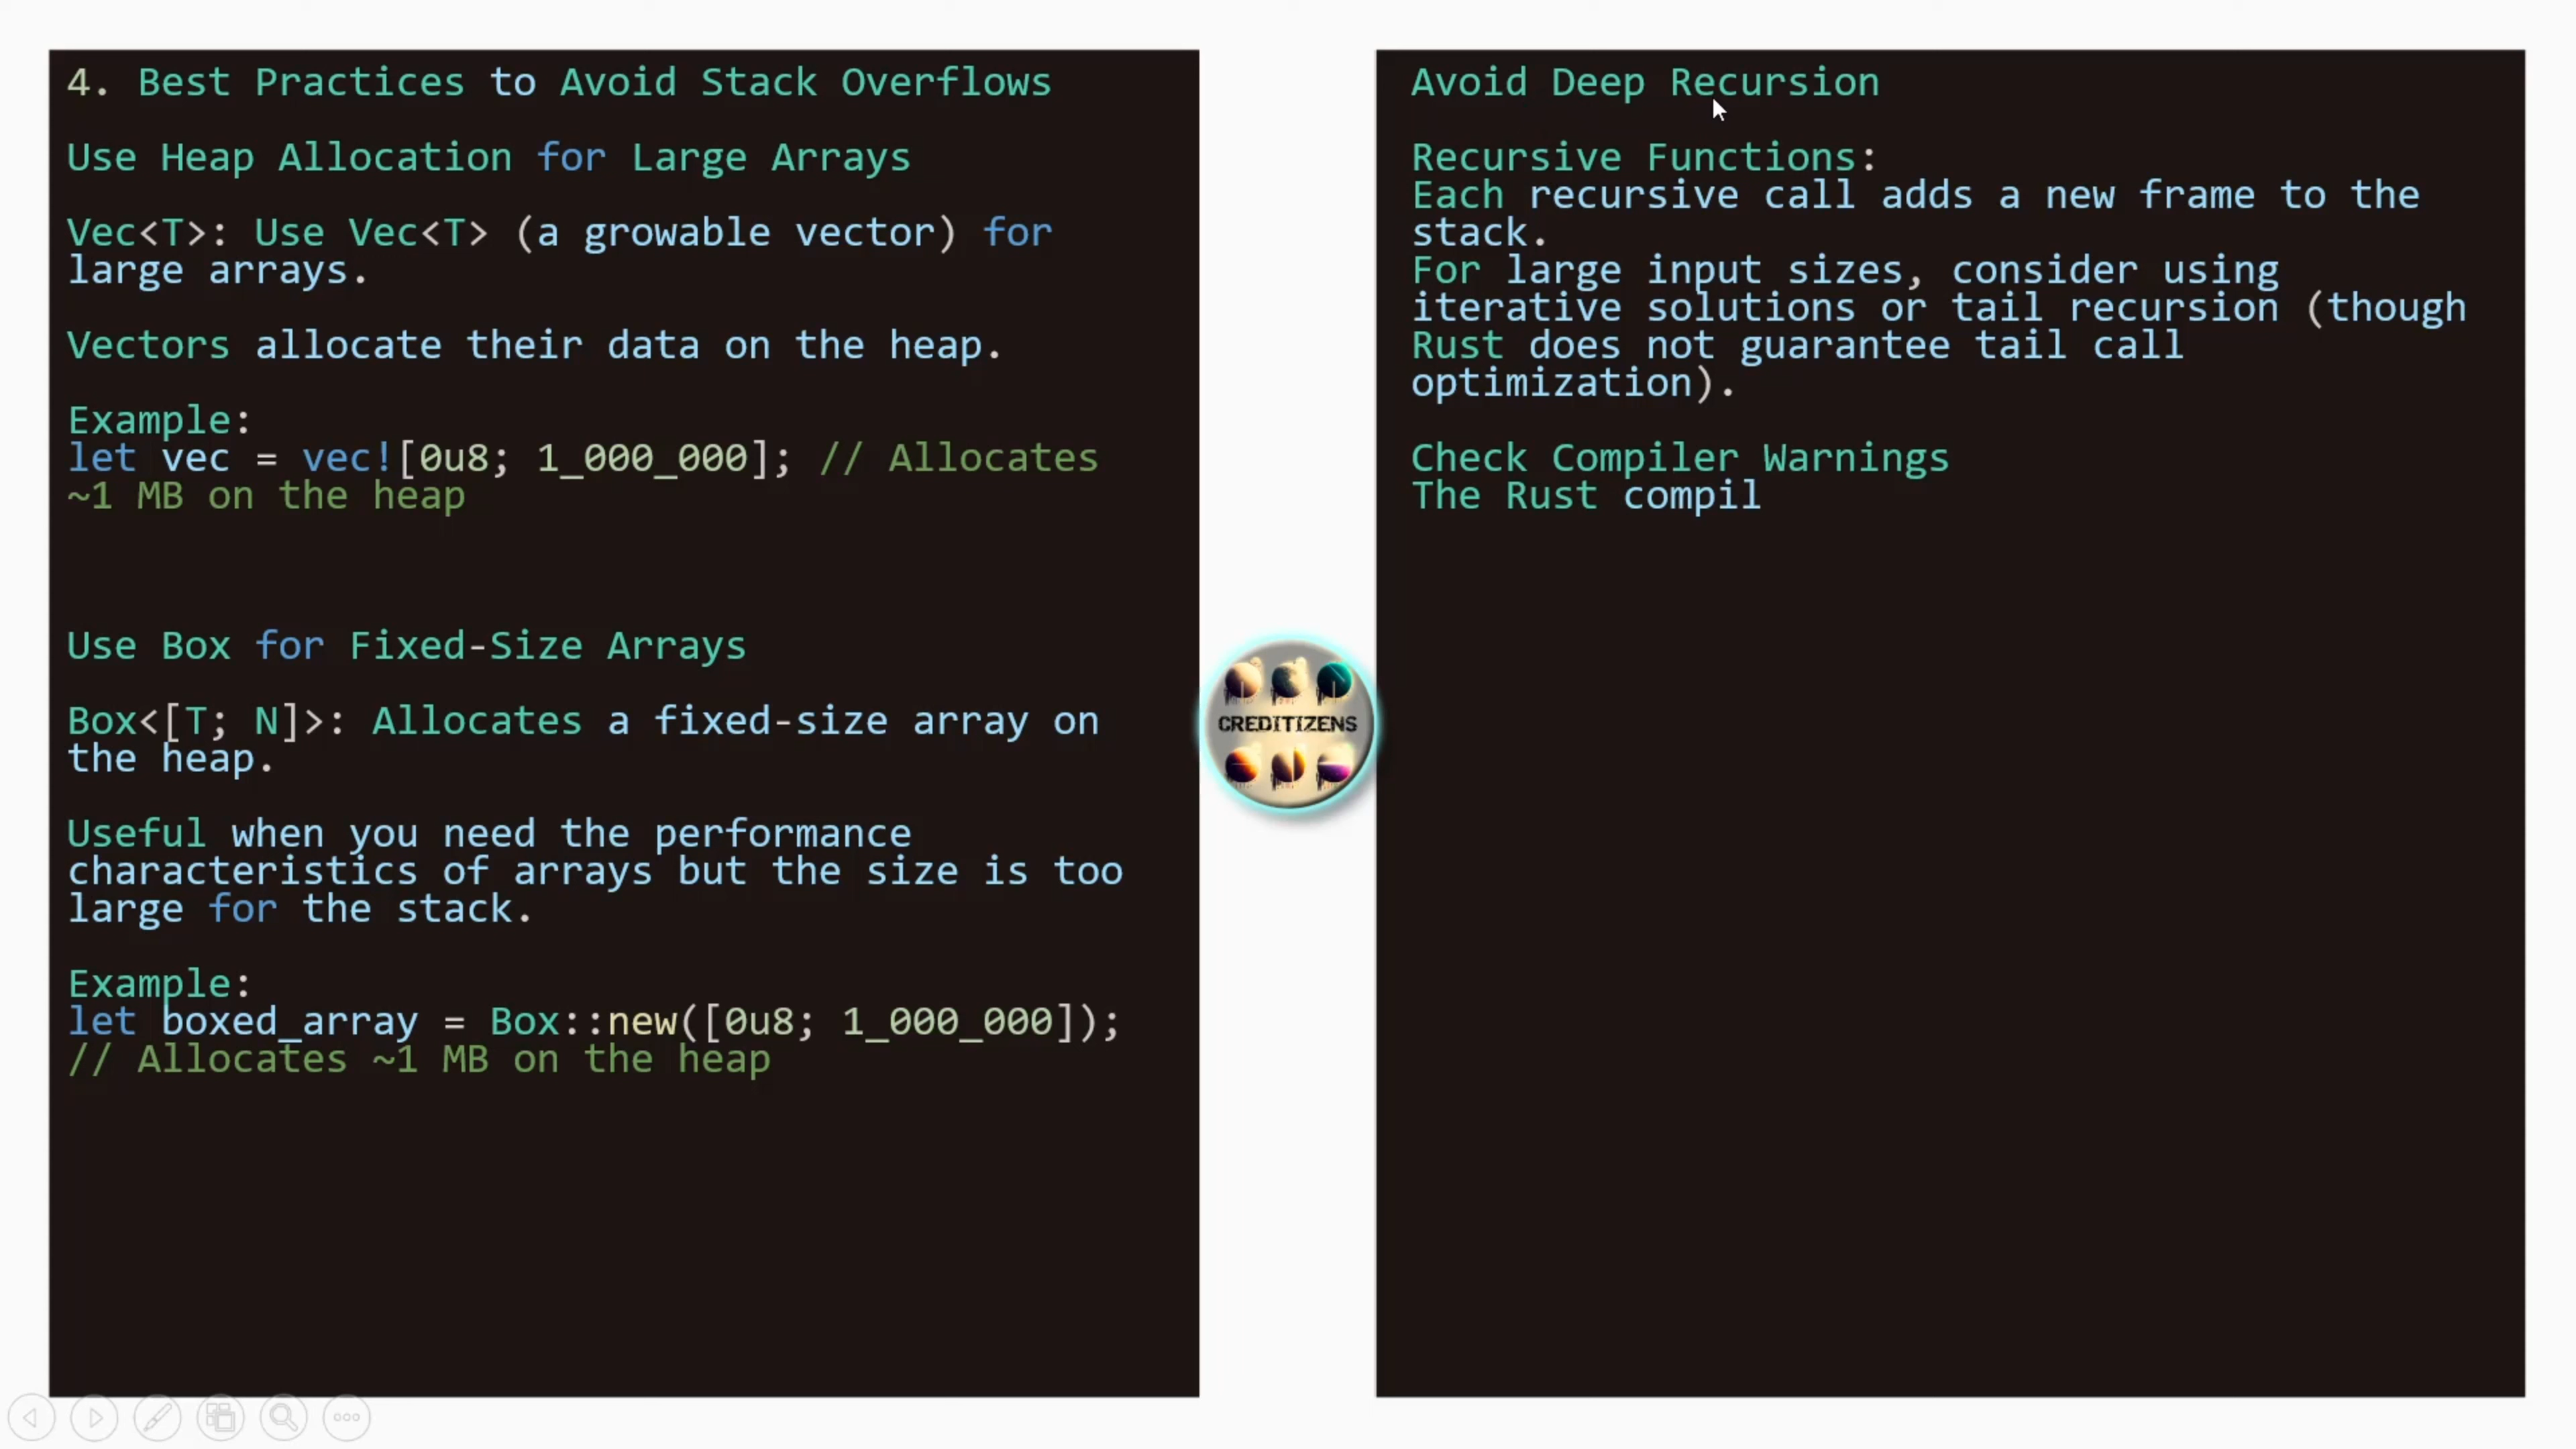 4. Best Practices to Avoid Stack Overflows
Use Heap Allocation for Large Arrays
Vec<T>: Use Vec<T> (a growable vector) for
large arrays.
Vectors allocate their data on the heap.
Example:
let vec = vec![0u8; 1_000_000]; // Allocates
~1 MB on the heap
Use Box for Fixed-Size Arrays
Box<[T; N]>: Allocates a fixed-size array on
the heap.
Useful when you need the performance
characteristics of arrays but the size is too
large for the stack.
Example:
let boxed_array = Box::new([0u8; 1_000_000]);
// Allocates ~1 MB on the heap
CREDITIZENS
Avoid Deep Recursion
Recursive Functions:
Each recursive call adds a new frame to the
stack.
For large input sizes, consider using
iterative solutions or tail recursion (though
Rust does not guarantee tail call
optimization).
Check Compiler Warnings
The Rust compil